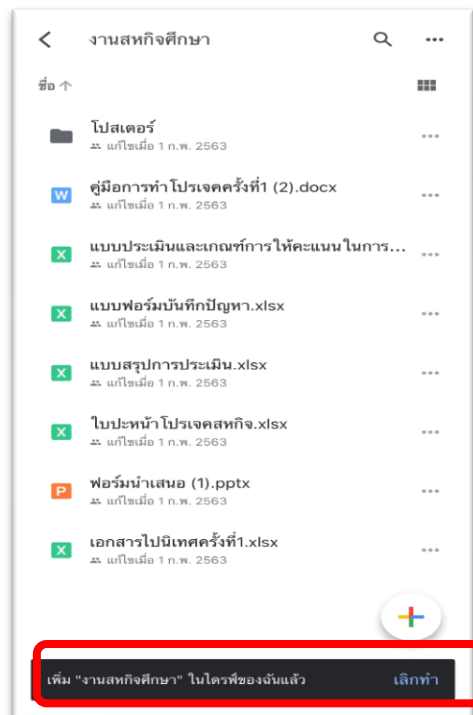 งานสหกิจศึกษา
ชื่อ
โปสเตอร์
แก้ไขเมื่อ 1 ก.พ. 2563
W
คู่มือการทำโปรเจคครั้งที่1 (2).docx
แก้ไขเมื่อ 1 ก.พ. 2563
X
แบบประเมินและเกณฑ์การให้คะแนนในการ...
แก้ไขเมื่อ 1 ก.พ. 2563
X
แบบฟอร์มบันทึกปัญหา.xlsx
แก้ไขเมื่อ 1 ก.พ. 2563
X
แบบสรุปการประเมิน.xlsx
แก้ไขเมื่อ 1 ก.พ. 2563
X
ใบปะหน้าโปรเจคสหกิจ.xlsx
แก้ไขเมื่อ 1 ก.พ. 2563
P
ฟอร์มนำเสนอ (1).pptx
แก้ไขเมื่อ 1 ก.พ. 2563
X
เอกสารไปนิเทศครั้งที่1.xlsx
แก้ไขเมื่อ 1 ก.พ. 2563
เพิ่ม "งานสหกิจศึกษา" ในไดรฟ์ของฉันแล้ว เลิกทำ